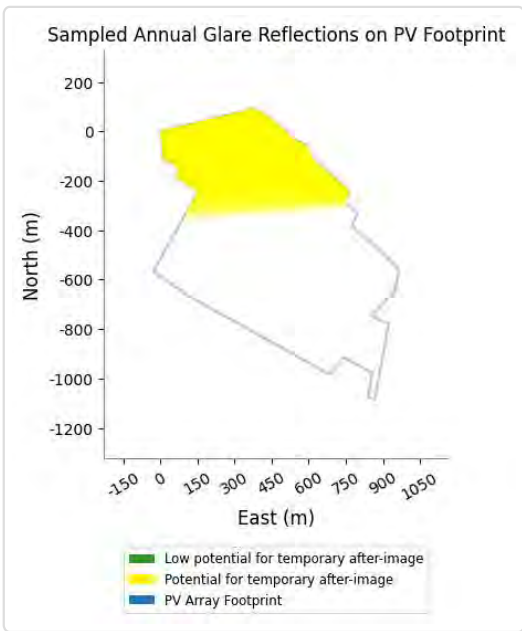 Sampled Annual Glare Reflections on PV Footprint
North (m)
200
0
-200
-400
-600
-800
-1000
-1200
-150 0 150 300 450 600 750 900 1050
East (m)
Low potential for temporary after-image
Potential for temporary after-image
PV Array Footprint